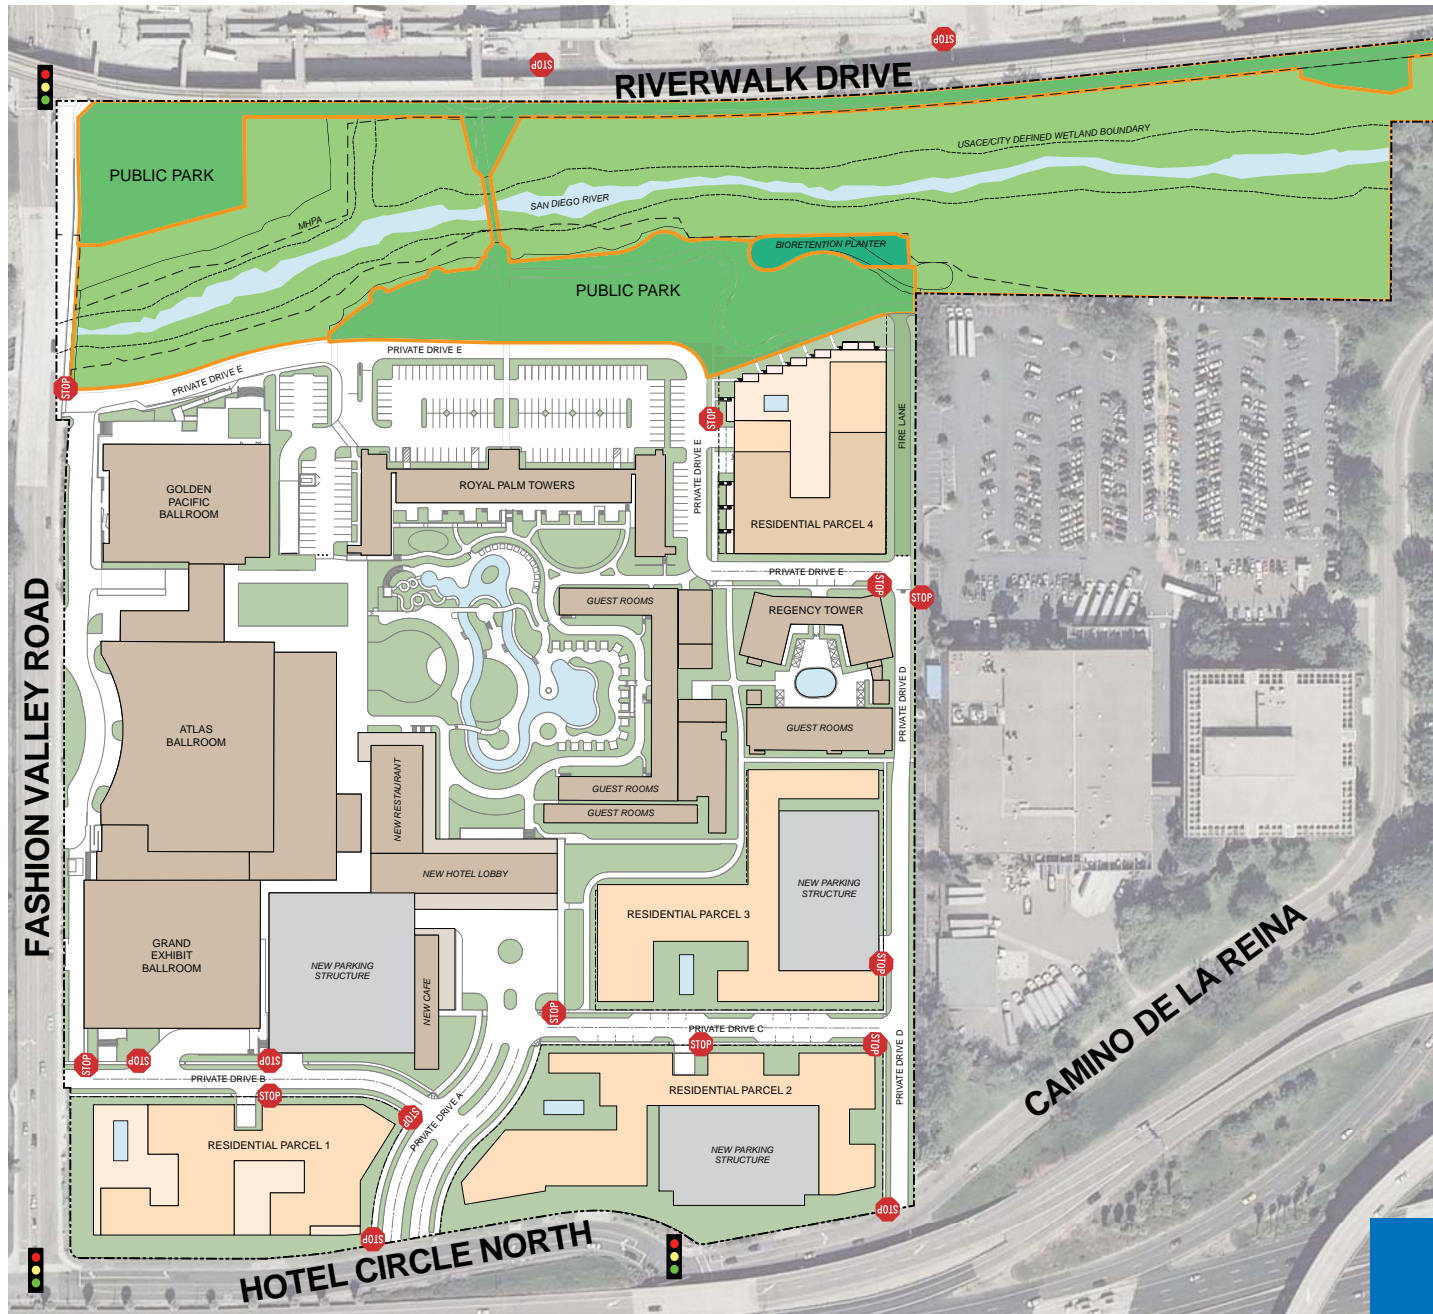 STOP
STOP
RIVERWALK DRIVE
PUBLIC PARK
USACE/CITY DEFINED WETLAND BOUNDARY
SAN DIEGO RIVER
MHPA
BIORETENTION PLANTER
PUBLIC PARK
PRIVATE DRIVE E
PRIVATE DRIVE E
STOP
STOP
FIRE LANE
PRIVATE DRIVE E
GOLDEN
PACIFIC
BALLROOM
ROYAL PALM TOWERS
RESIDENTIAL PARCEL 4
PRIVATE DRIVE E
STOP
STOP
GUEST ROOMS
REGENCY TOWER
FASHION VALLEY ROAD
ATLAS
BALLROOM
GUEST ROOMS
PRIVATE DRIVE D
NEW RESTAURANT
GUEST ROOMS
GUEST ROOMS
NEW HOTEL LOBBY
NEW PARKING
STRUCTURE
RESIDENTIAL PARCEL 3
GRAND
EXHIBIT
BALLROOM
NEW PARKING
STRUCTURE
NEW CAFE
STOP
CAMINO DE LA REINA
STOP
PRIVATE DRIVE C
STOP
STOP
PRIVATE DRIVE D
STOP
STOP
STOP
PRIVATE DRIVE B
STOP
STOP
PRIVATE DRIVE A
RESIDENTIAL PARCEL 2
RESIDENTIAL PARCEL 1
NEW PARKING
STRUCTURE
STOP
STOP
HOTEL CIRCLE NORTH